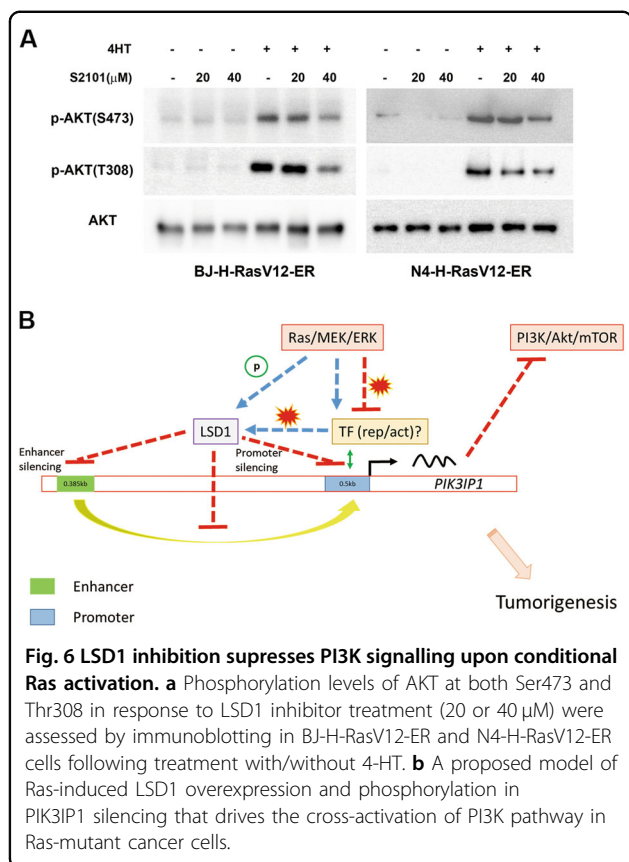 A
4HT - - - + + + - - - + + +
S2101(μM) - 20 40 - 20 40 - 20 40 - 20 40
p-AKT(S473)
p-AKT(T308)
AKT
BJ-H-RasV12-ER N4-H-RasV12-ER
B
Ras/MEK/ERK
PI3K/Akt/mTOR
p
LSD1
TF (rep/act)?
Enhancer
silencing
Promoter
silencing
0.385kb
0.5kb
PIK3IP1
Enhancer
Promoter
Tumorigenesis
Fig. 6 LSD1 inhibition supresses PI3K signalling upon conditional
Ras activation. a Phosphorylation levels of AKT at both Ser473 and
Thr308 in response to LSD1 inhibitor treatment (20 or 40 μM) were
assessed by immunoblotting in BJ-H-RasV12-ER and N4-H-RasV12-ER
cells following treatment with/without 4-HT. b A proposed model of
Ras-induced LSD1 overexpression and phosphorylation in
PIK3IP1 silencing that drives the cross-activation of PI3K pathway in
Ras-mutant cancer cells.